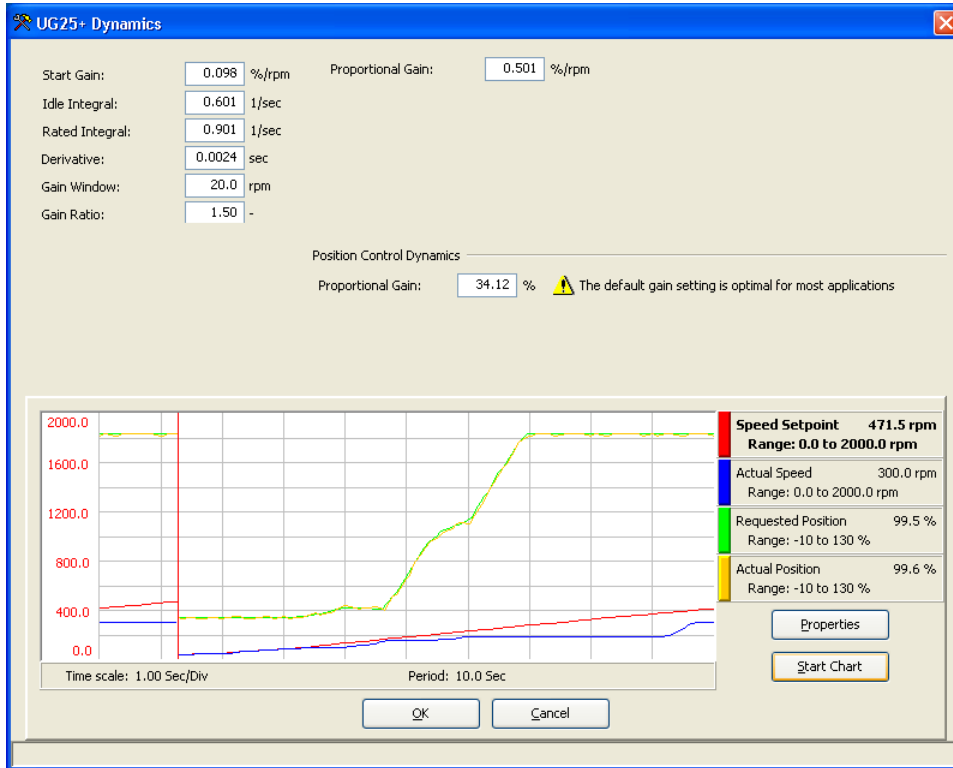 UG25+ Dynamics
Start Gain: 0.098 %/rpm Proportional Gain: 0.501 %/rpm
Idle Integral: 0.601 1/sec
Rated Integral: 0.901 1/sec
Derivative: 0.0024 sec
Gain Window: 20.0 rpm
Gain Ratio: 1.50 -
Position Control Dynamics
Proportional Gain: 34.12 % The default gain setting is optimal for most applications
2000.0
1600.0
1200.0
800.0
400.0
0.0
Speed Setpoint 471.5 rpm
Range: 0.0 to 2000.0 rpm
Actual Speed 300.0 rpm
Range: 0.0 to 2000.0 rpm
Requested Position 99.5 %
Range: -10 to 130 %
Actual Position 99.6 %
Range: -10 to 130 %
Properties
Start Chart
Time scale: 1.00 Sec/Div Period: 10.0 Sec
OK Cancel